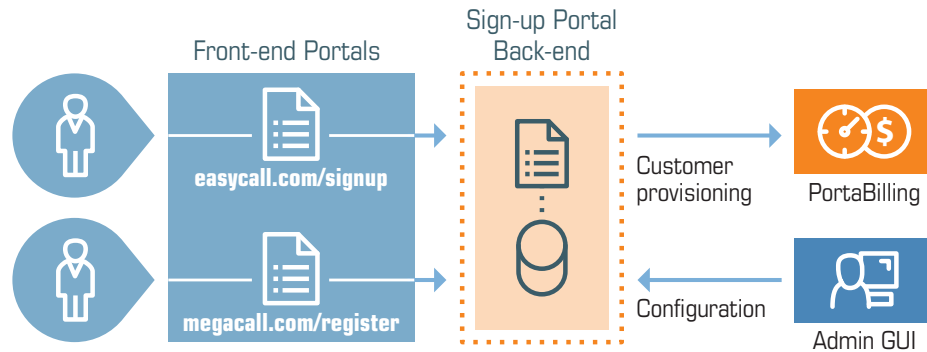 Front-end Portals
Sign-up Portal
Back-end
easycall.com/signup
megacall.com/register
Customer
provisioning
$
PortaBilling
Configuration
Admin GUI